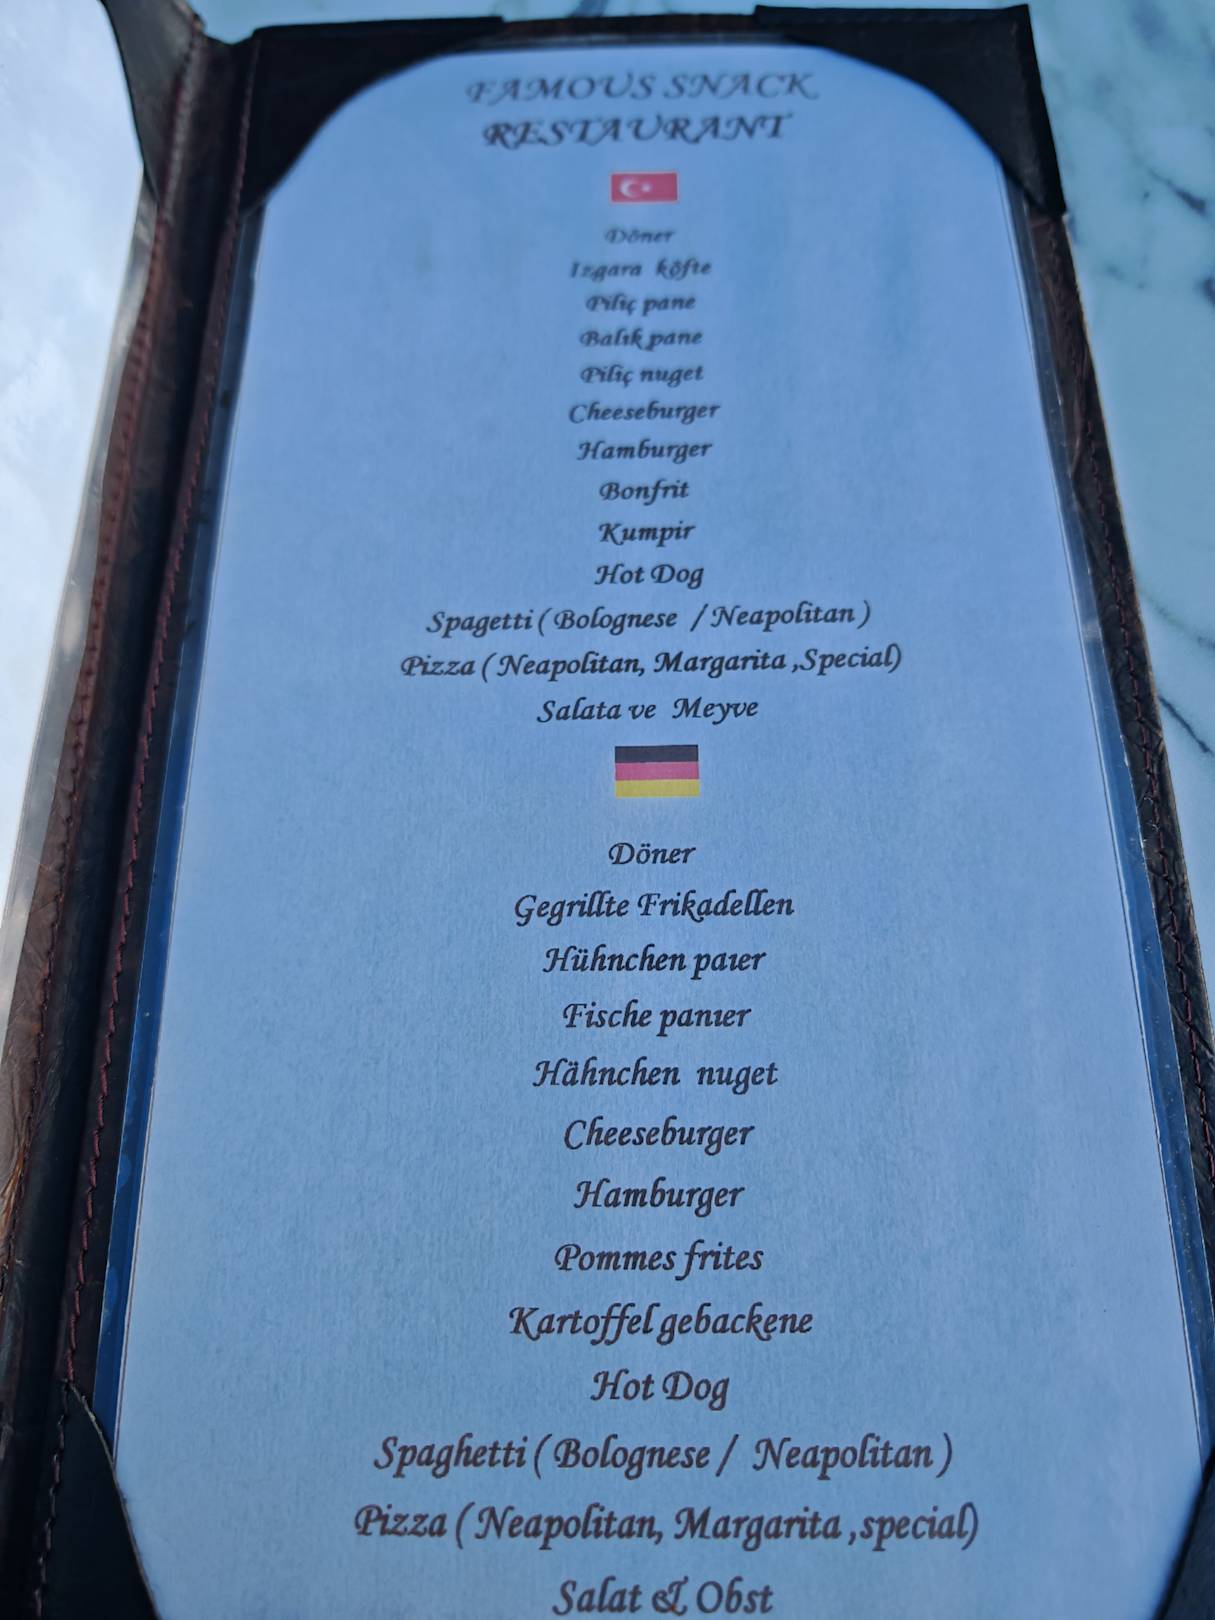 FAMOUS SNACK
RESTAURANT
Döner
Izgara köfte
Piliç pane
Balık pane
Piliç nuget
Cheeseburger
Hamburger
Bonfrit
Kumpir
Hot Dog
Spagetti ( Bolognese / Neapolitan )
Pizza ( Neapolitan, Margarita ,Special)
Salata ve Meyve
Döner
Gegrillte Frikadellen
Hühnchen paıer
Fische panıer
Hähnchen nuget
Cheeseburger
Hamburger
Pommes frites
Kartoffel gebackene
Hot Dog
Spaghetti ( Bolognese / Neapolitan )
Pizza ( Neapolitan, Margarita ,special)
Salat & Obst